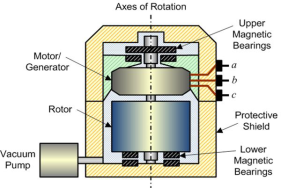 Axes of Rotation
Upper
Magnetic
Bearings
Motor/
Generator
a
b
c
Rotor
Protective
Shield
Vacuum
Pump
Lower
Magnetic
Bearings